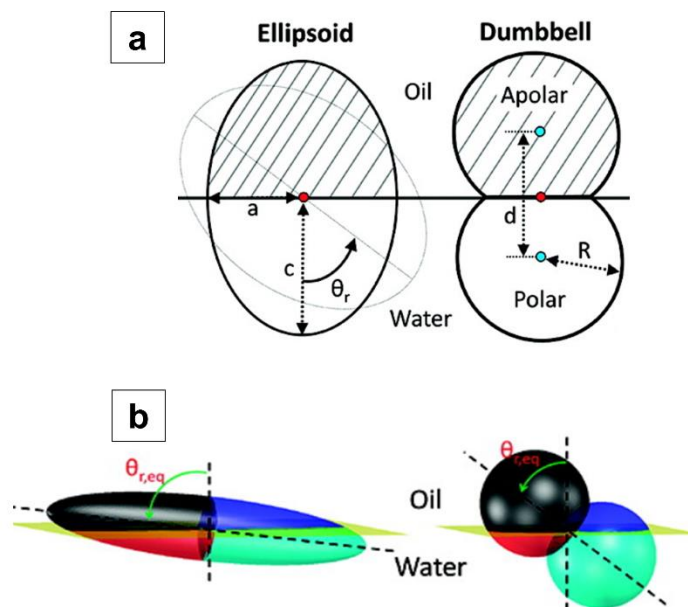 a
Ellipsoid
Dumbbell
Oil
Apolar
a
d
c
R
θr
Polar
Water
b
θr,eq
θr,eq
Oil
Water